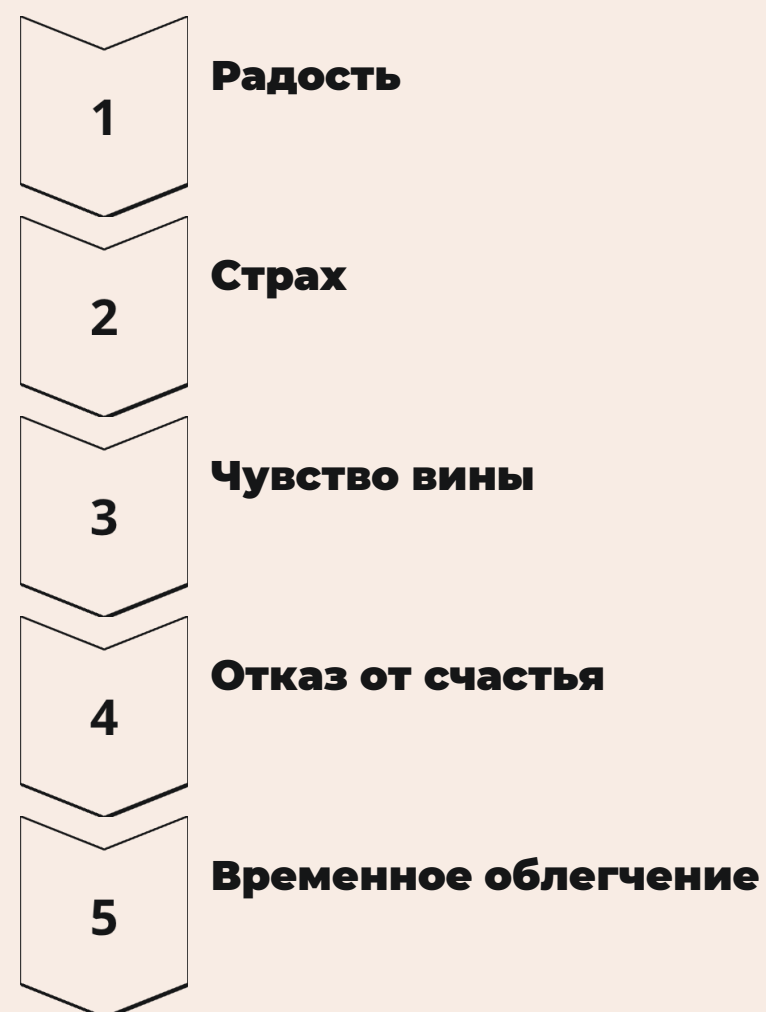 1
Радость
2
Страх
3
Чувство вины
4
Отказ от счастья
5
Временное облегчение